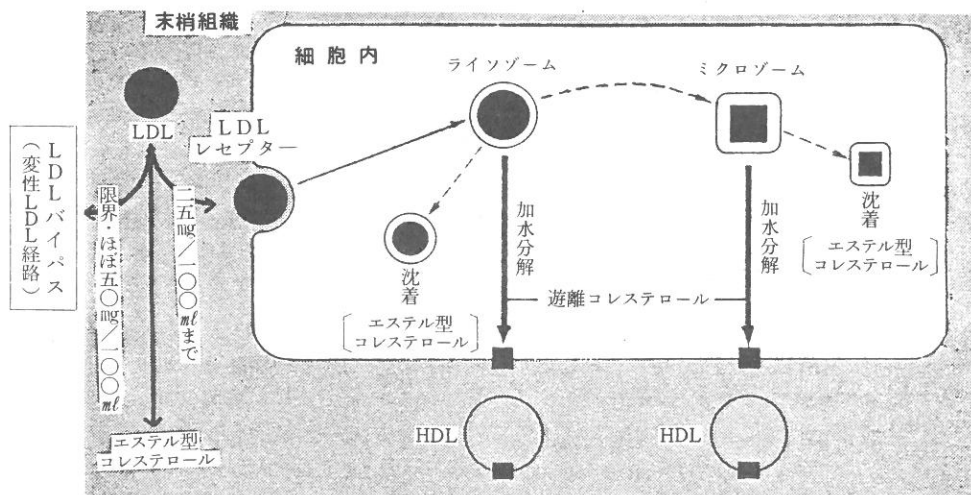 末梢組織
細胞内
ライソゾーム
ミクロゾーム
LDL
LDL
レセプター
LDLバイパス
(変性LDL経路)
限界・ほぼ五〇mg/一〇〇mℓ
二五mg/一〇〇mℓまで
加水分解
加水分解
沈着
〔エステル型
コレステロール〕
沈着
〔エステル型
コレステロール〕
遊離コレステロール
エステル型
コレステロール
HDL
HDL